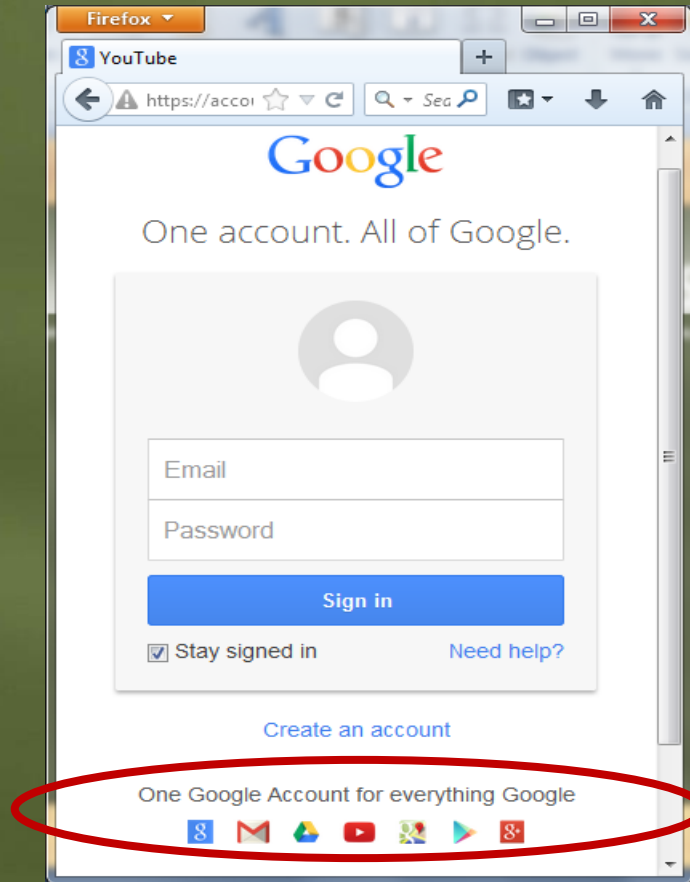 Firefox
YouTube
https://accou
Sea
Google
One account. All of Google.
Email
Password
Sign in
Stay signed in
Need help?
Create an account
One Google Account for everything Google